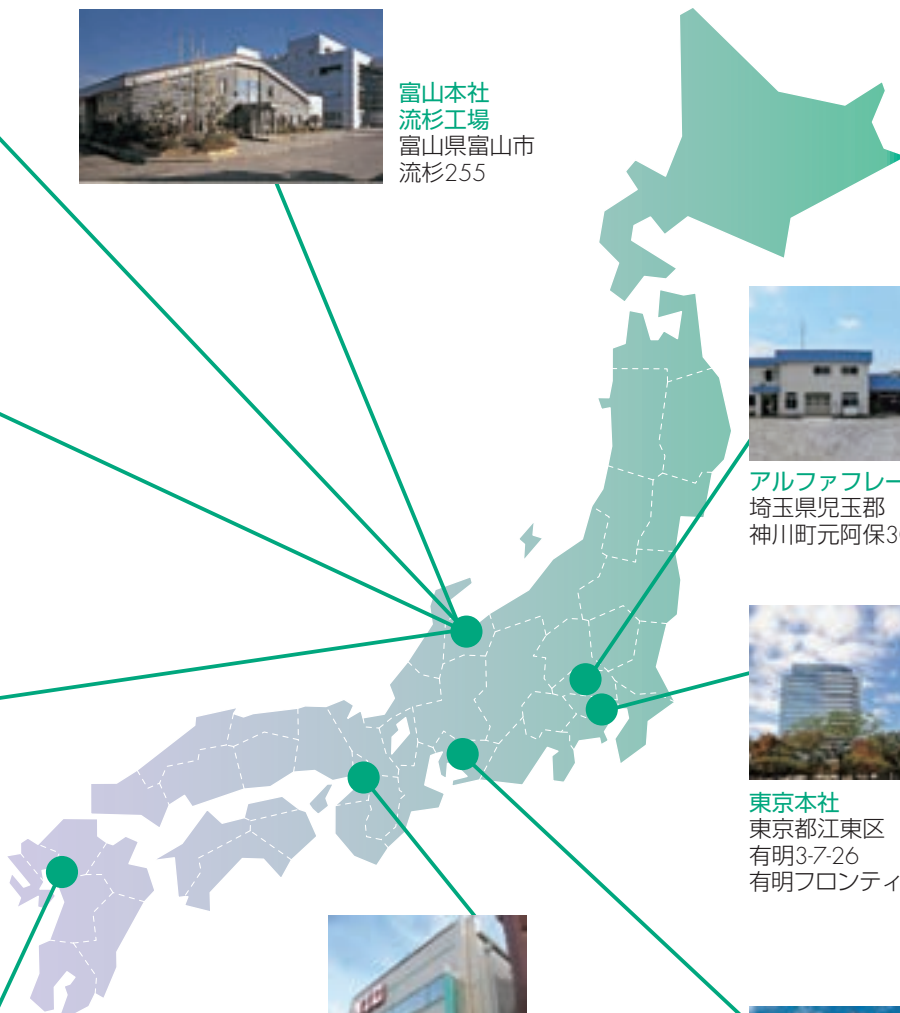 富山本社
流杉工場
富山県富山市
流杉255
アルファフレー
埼玉県児玉郡
神川町元阿保3
東京本社
東京都江東区
有明3-7-26
有明フロンティ